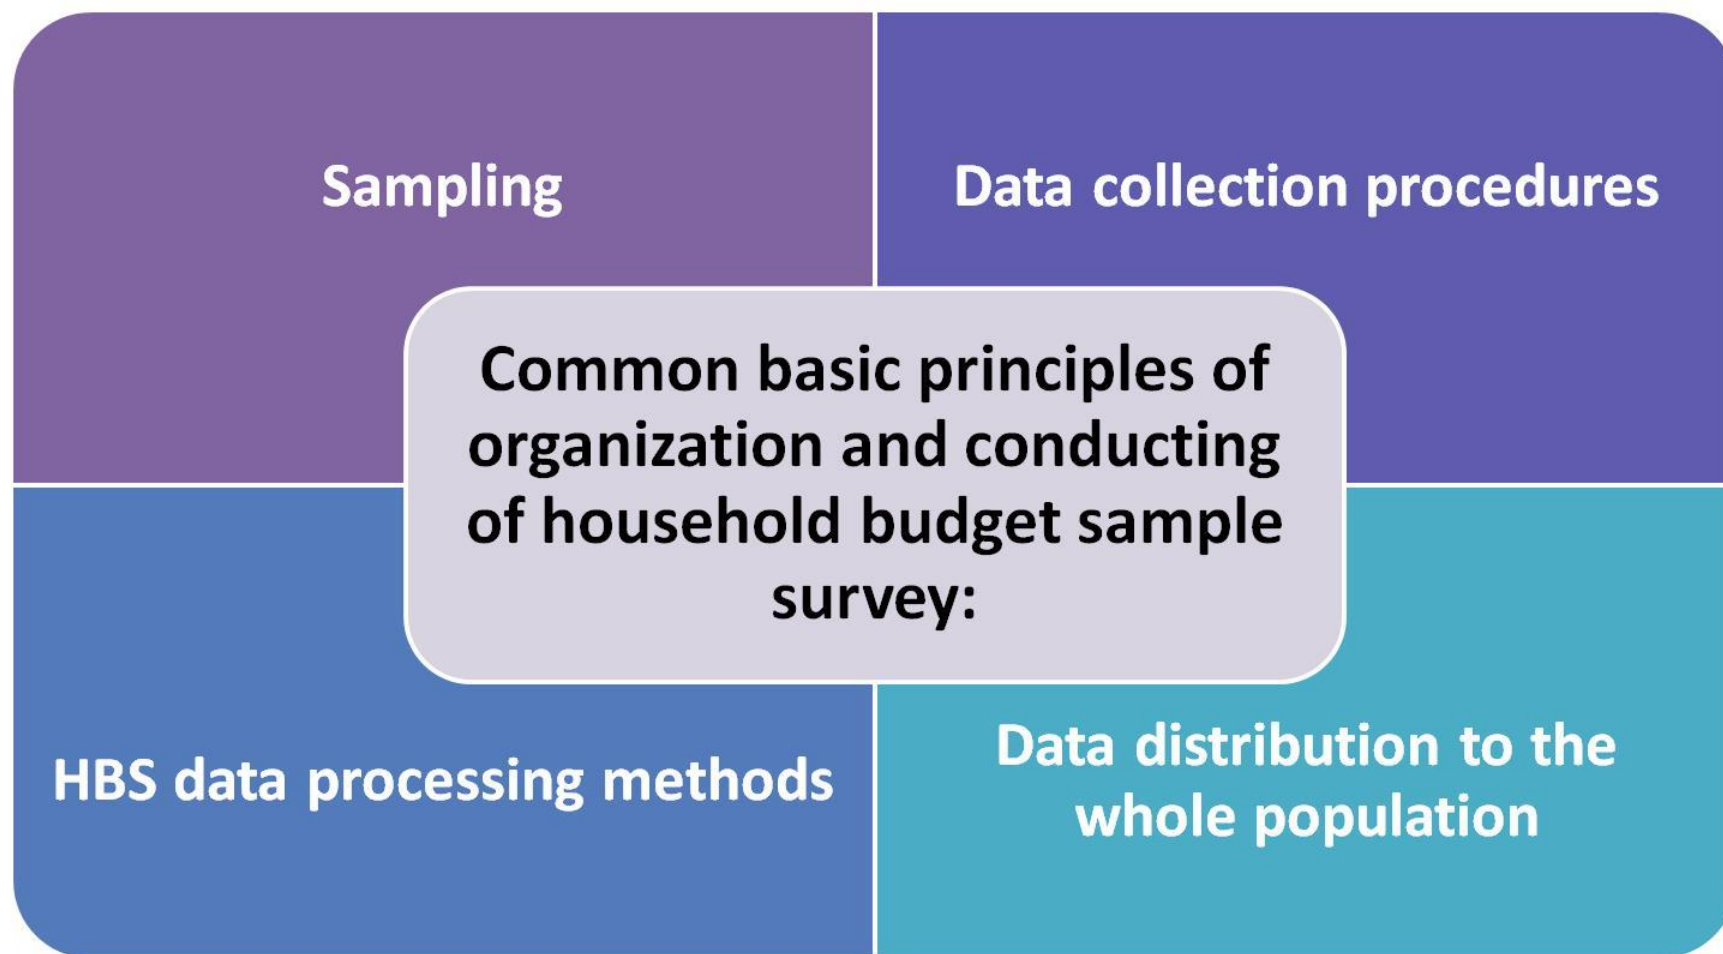 Sampling
Data collection procedures
Common basic principles of
organization and conducting
of household budget sample
survey:
HBS data processing methods
Data distribution to the
whole population